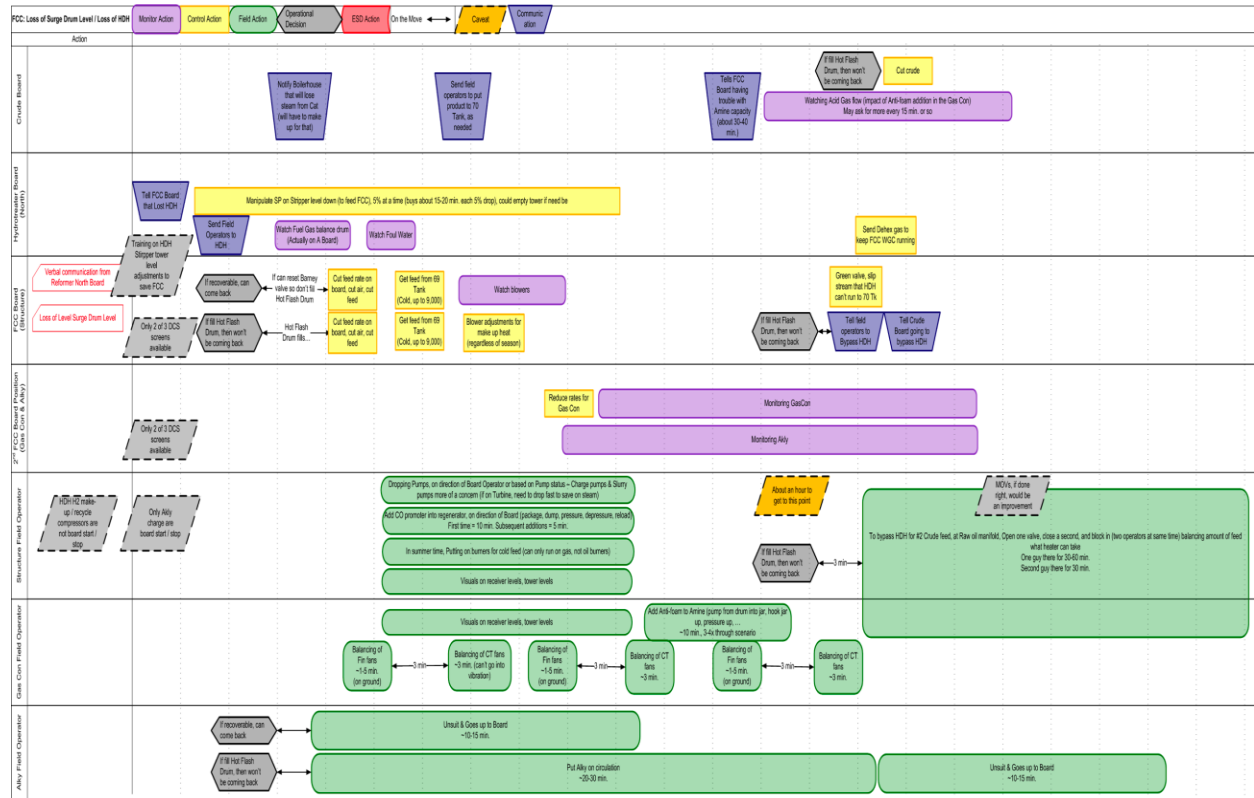 FCC: Loss of Surge Drum Level / Loss of HDH
Monitor Action
Control Action
Field Action
Operational
Decision
ESD Action
On the Move
Caveat
Communic
ation
Action
Crude Board
Notify Boilerhouse
that will lose
steam from Cat
(will have to make
up for that)
Send field
operators to put
product to 70
Tank, as
needed
Tells FCC
Board having
trouble with
Amine capacity
(about 30-40
min.)
If fill Hot Flash
Drum, then won't
be coming back
Cut crude
Watching Acid Gas flow (impact of Anti-foam addition in the Gas Con)
May ask for more every 15 min. or so
Hydrotreater Board
(North)
Tell FCC Board
that Lost HDH
Manipulate SP on Stripper level down (to feed FCC), 5% at a time (buys about 15-20 min. each 5% drop), could empty tower if need be
Send Field
Operators to
HDH
Watch Fuel Gas balance drum
(Actually on A Board)
Watch Foul Water
Send Dehex gas to
keep FCC WGC running
Training on HDH
Stirpper tower
level
adjustments to
save FCC
FCC Board
(Structure)
Verbal communication from
Reformer North Board
Loss of Level Surge Drum Level
Only 2 of 3 DCS
screens
available
If recoverable, can
come back
If can reset Barney
valve so don't fill
Hot Flash Drum
Cut feed rate on
board, cut air, cut
feed
Get feed from 69
Tank
(Cold, up to 9,000)
Watch blowers
If fill Hot Flash
Drum, then won't
be coming back
Hot Flash
Drum fills...
Cut feed rate on
board, cut air, cut
feed
Get feed from 69
Tank
(Cold, up to 9,000)
Blower adjustments for
make up heat
(regardless of season)
Green valve, slip
stream that HDH
can't run to 70 Tk
If fill Hot Flash
Drum, then won't
be coming back
Tell field
operators to
Bypass HDH
Tell Crude
Board going to
bypass HDH
2nd FCC Board Position
(Gas Con & Alky)
Only 2 of 3 DCS
screens
available
Reduce rates for
Gas Con
Monitoring GasCon
Monitoring Akly
Structure Field Operator
HDH H2 make-
up / recycle
compressors are
not board start /
stop
Only Akly
charge are
board start / stop
Dropping Pumps, on direction of Board Operator or based on Pump status – Charge pumps & Slurry
pumps more of a concern (if on Turbine, need to drop fast to save on steam)
Add CO promoter into regenerator, on direction of Board (package, dump, pressure, depressure, reload)
First time = 10 min. Subsequent additions = 5 min.
In summer time, Putting on burners for cold feed (can only run on gas, not oil burners)
Visuals on receiver levels, tower levels
About an hour to
get to this point
If fill Hot Flash
Drum, then won't
be coming back
3 min
MOVs, if done
right, would be
an improvement
To bypass HDH for #2 Crude feed, at Raw oil manifold. Open one valve, close a second, and block in (two operators at same time) balancing amount of feed
what heater can take
One guy there for 30-60 min.
Second guy there for 30 min.
Gas Con Field Operator
Visuals on receiver levels, tower levels
Add Anti-foam to Amine (pump from drum into jar, hook jar
up, pressure up, …
~10 min., 3-4x through scenario
Balancing of
Fin fans
~1-5 min.
(on ground)
3 min
Balancing of CT
fans
~3 min. (can't go into
vibration)
Balancing of
Fin fans
~1-5 min.
(on ground)
3 min
Balancing of CT
fans
~3 min.
Balancing of
Fin fans
~1-5 min.
(on ground)
3 min
Balancing of CT
fans
~3 min.
Alky Field Operator
If recoverable, can
come back
Unsuit & Goes up to Board
~10-15 min.
If fill Hot Flash
Drum, then won't
be coming back
Put Alky on circulation
~20-30 min.
Unsuit & Goes up to Board
~10-15 min.